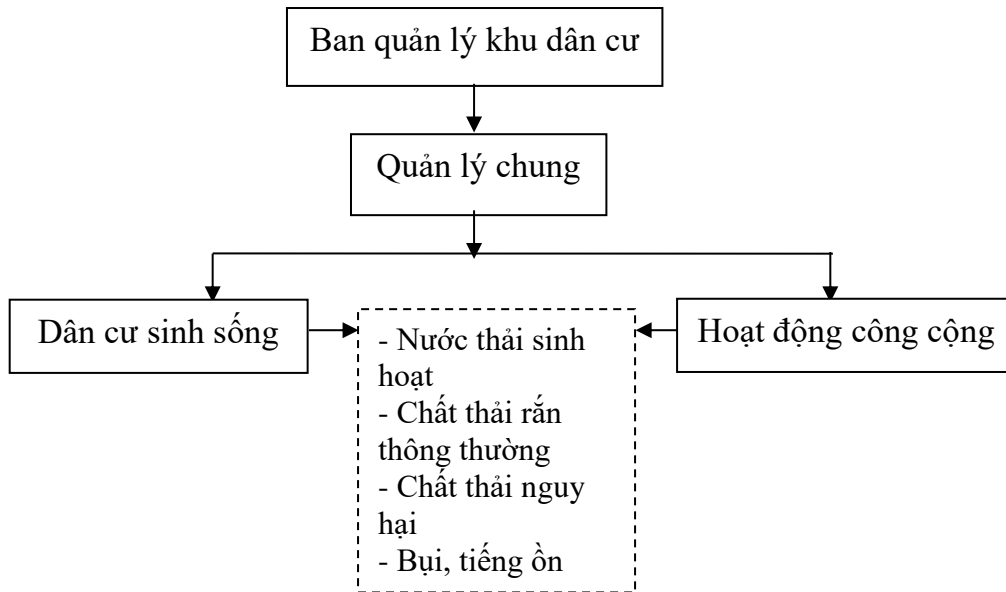 Ban quản lý khu dân cư
Quản lý chung
Dân cư sinh sống
- Nước thải sinh
hoạt
- Chất thải rắn
thông thường
- Chất thải nguy
hại
- Bụi, tiếng ồn
Hoạt động công cộng